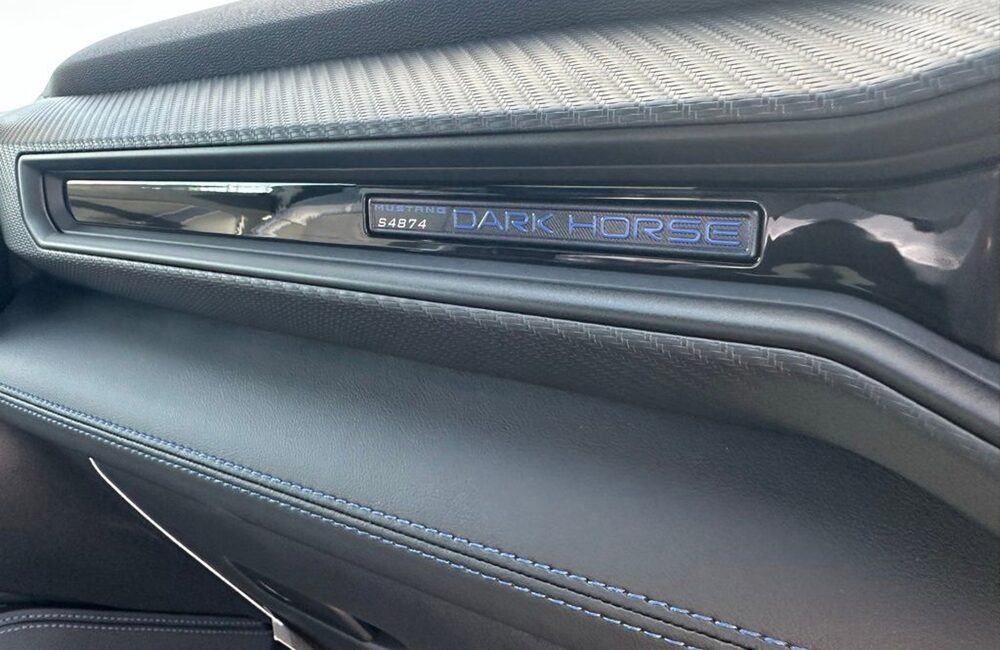 MUSTANG
S4874
DARK HORSE